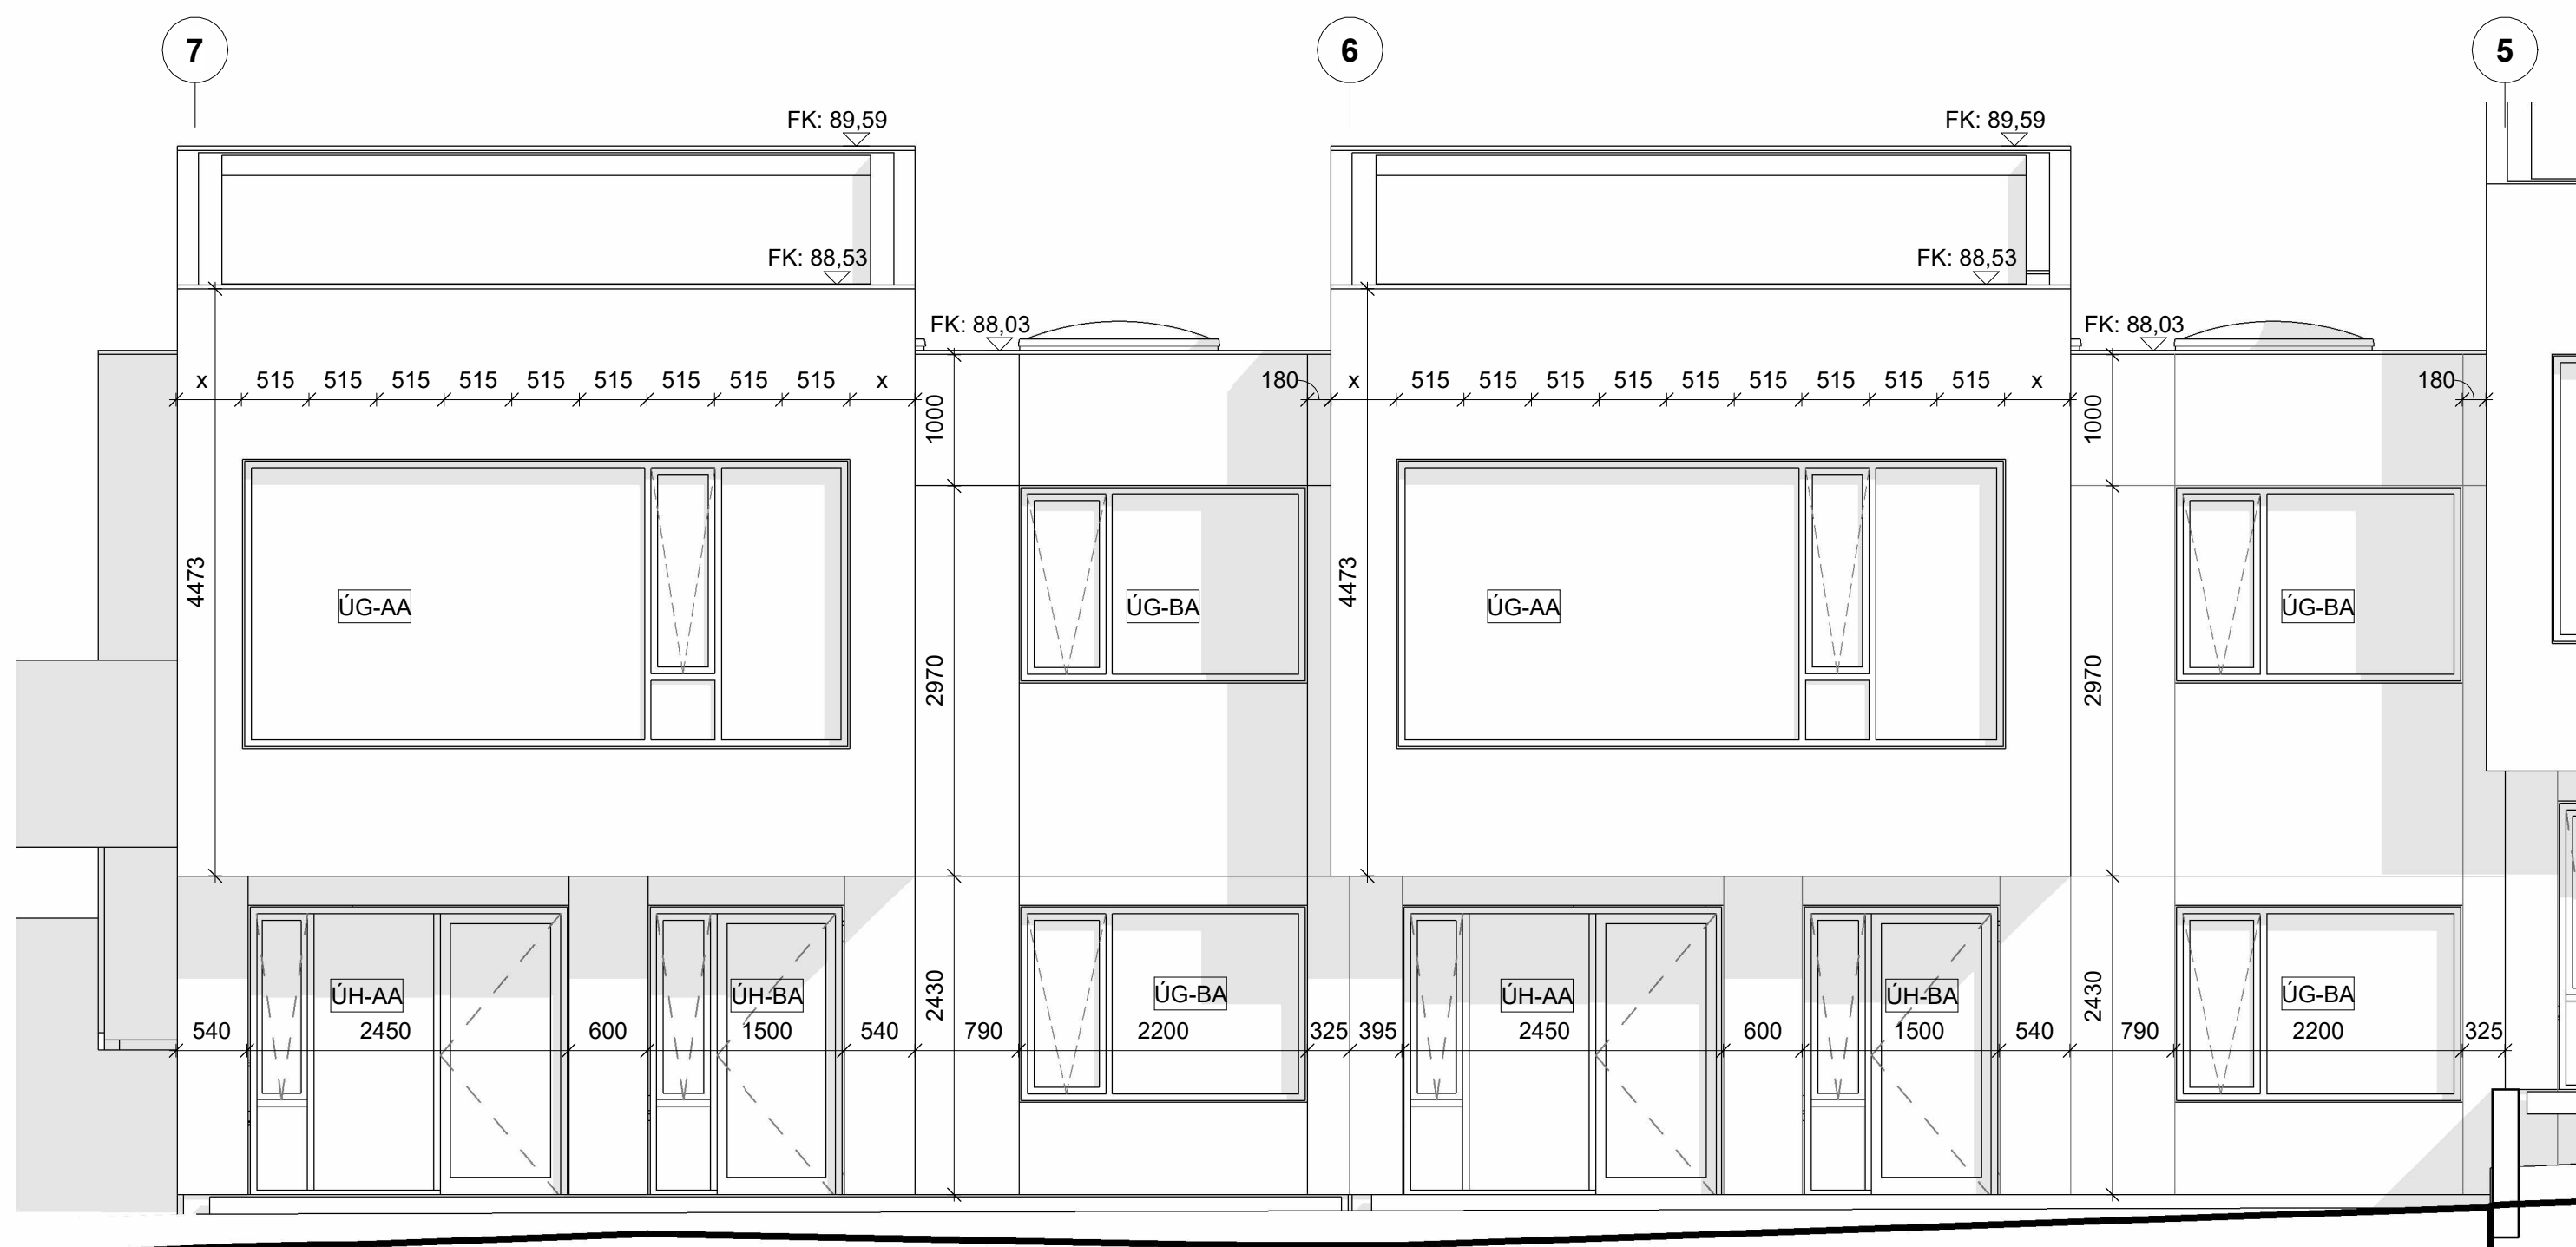 7 6 5
FK: 89,59 FK: 89,59
FK: 88,53 FK: 88,53
FK: 88,03 FK: 88,03
x 515 515 515 515 515 515 515 515 515 x 180 x 515 515 515 515 515 515 515 515 515 x 180
1000 1000
4473 4473
ÚG-AA ÚG-BA ÚG-AA ÚG-BA
2970 2970
ÚH-AA ÚH-BA ÚG-BA ÚH-AA ÚH-BA ÚG-BA
2430 2430
540 2450 600 1500 540 790 2200 325 395 2450 600 1500 540 790 2200 325